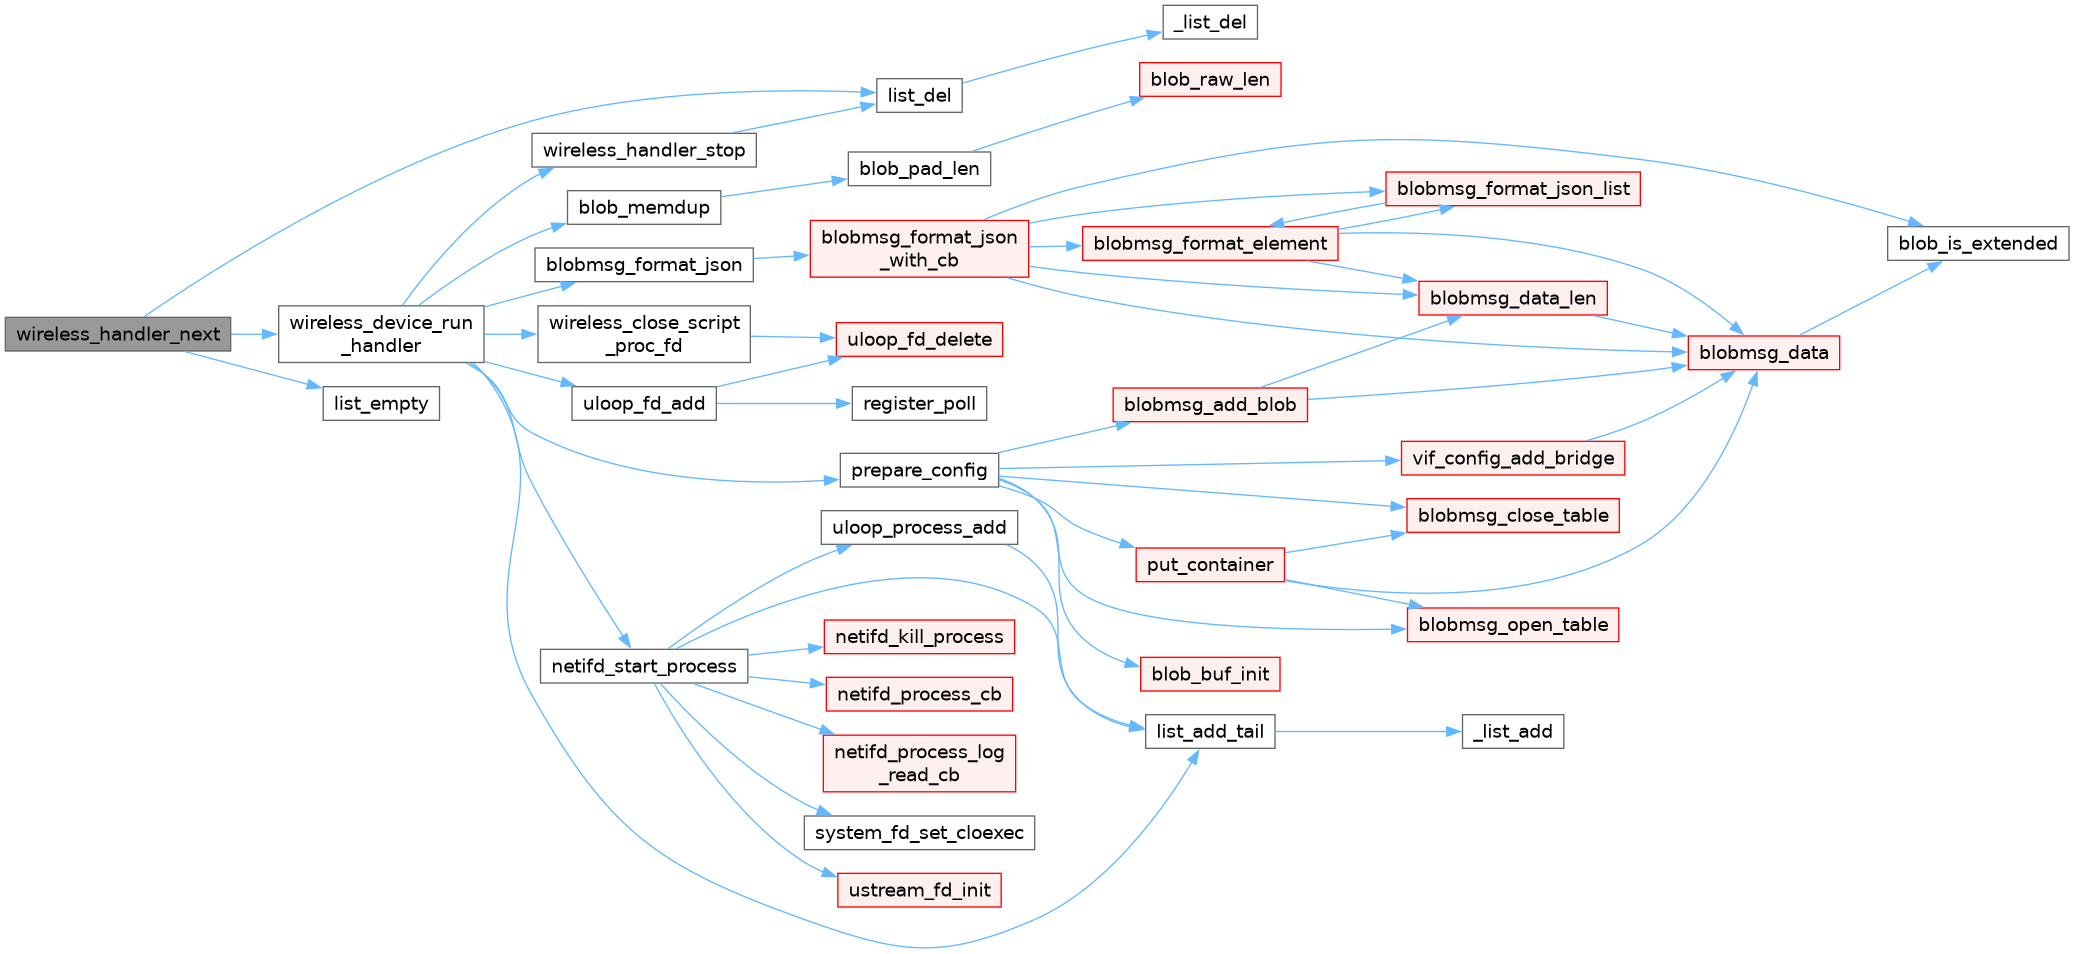 _list_del
blob_raw_len
list_del
wireless_handler_stop
blob_pad_len
blobmsg_format_json_list
blob_memdup
blobmsg_format_json
_with_cb
blobmsg_format_element
blob_is_extended
blobmsg_format_json
blobmsg_data_len
wireless_handler_next
wireless_device_run
_handler
wireless_close_script
_proc_fd
uloop_fd_delete
blobmsg_data
list_empty
uloop_fd_add
register_poll
blobmsg_add_blob
prepare_config
vif_config_add_bridge
uloop_process_add
blobmsg_close_table
put_container
netifd_kill_process
blobmsg_open_table
netifd_start_process
netifd_process_cb
blob_buf_init
netifd_process_log
_read_cb
list_add_tail
_list_add
system_fd_set_cloexec
ustream_fd_init